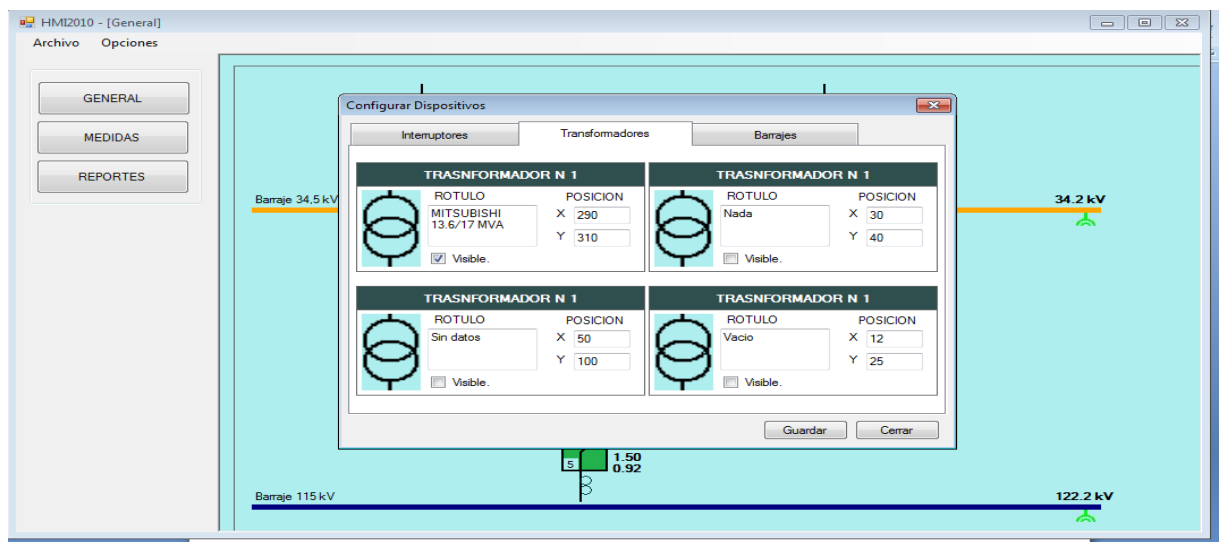 HMI2010 - [General]
Archivo Opciones
GENERAL
MEDIDAS
REPORTES
Configurar Dispositivos
Interruptores Transformadores Barrajes
TRASNFORMADOR N 1
ROTULO POSICION
MITSUBISHI
13.6/17 MVA
X 290
Y 310
Visible.
TRASNFORMADOR N 1
ROTULO POSICION
Nada
X 30
Y 40
Visible.
TRASNFORMADOR N 1
ROTULO POSICION
Sin datos
X 50
Y 100
Visible.
TRASNFORMADOR N 1
ROTULO POSICION
Vacio
X 12
Y 25
Visible.
Guardar Cerrar
Barraje 34,5 kV
34.2 kV
5
1.50
0.92
Barraje 115 kV
122.2 kV